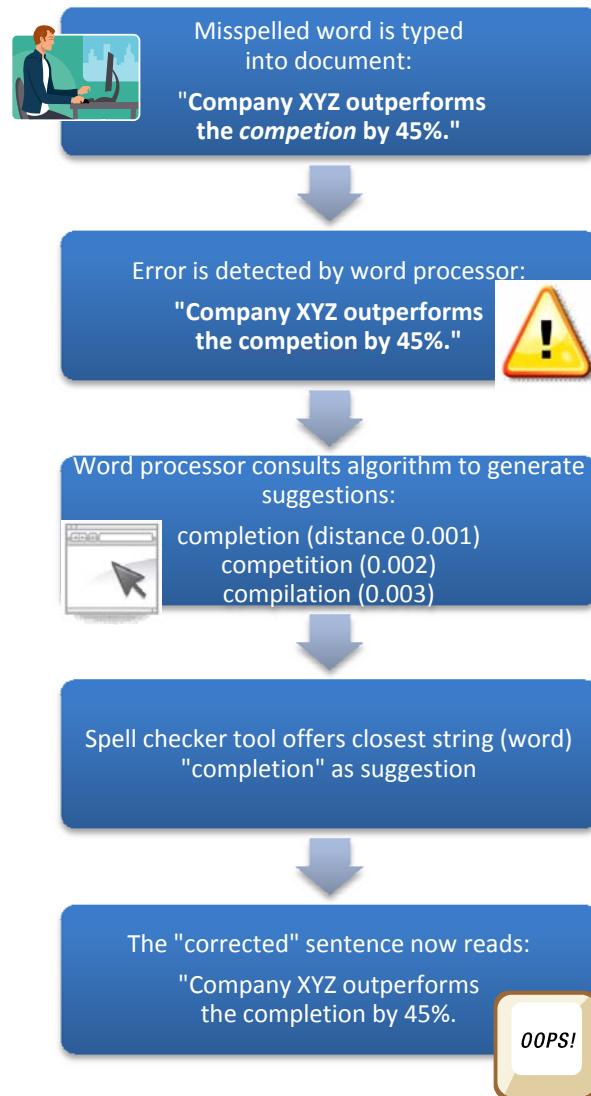 Misspelled word is typed
into document:
"Company XYZ outperforms
the competion by 45%."
Error is detected by word processor:
"Company XYZ outperforms
the competion by 45%."
!
Word processor consults algorithm to generate
suggestions:
completion (distance 0.001)
competition (0.002)
compilation (0.003)
Spell checker tool offers closest string (word)
"completion" as suggestion
The "corrected" sentence now reads:
"Company XYZ outperforms
the completion by 45%.
OOPS!